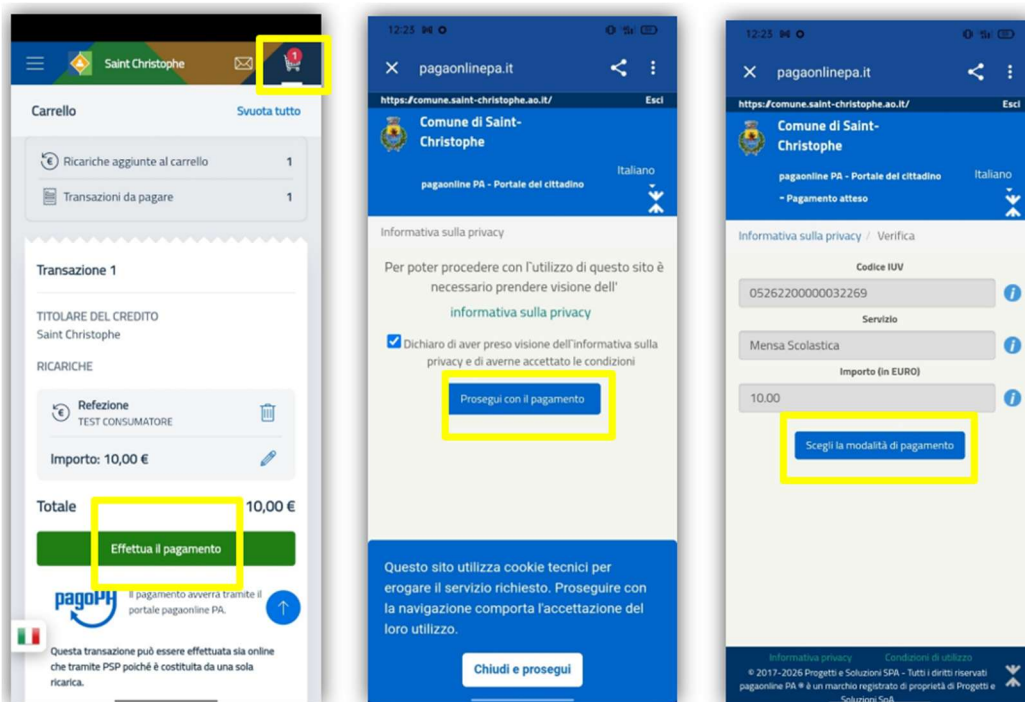 Saint Christophe
1
Carrello
Svuota tutto
Ricariche aggiunte al carrello 1
Transazioni da pagare 1
Transazione 1
TITOLARE DEL CREDITO
Saint Christophe
RICARICHE
Refezione
TEST CONSUMATORE
Importo: 10,00 €
Totale 10,00 €
Effettua il pagamento
pagoPA
Il pagamento avverrà tramite il
portale pagaonline PA.
Questa transazione può essere effettuata sia online
che tramite PSP poiché è costituita da una sola
ricarica.
12:25
pagaonlinepa.it
https://comune.saint-christophe.ao.it/ Esci
Comune di Saint-
Christophe
Italiano
pagaonline PA - Portale del cittadino
Informativa sulla privacy
Per poter procedere con l'utilizzo di questo sito è
necessario prendere visione dell'
informativa sulla privacy
Dichiaro di aver preso visione dell'informativa sulla
privacy e di averne accettato le condizioni
Prosegui con il pagamento
Questo sito utilizza cookie tecnici per
erogare il servizio richiesto. Proseguire con
la navigazione comporta l'accettazione del
loro utilizzo.
Chiudi e prosegui
12:25
pagaonlinepa.it
https://comune.saint-christophe.ao.it/ Esci
Comune di Saint-
Christophe
pagaonline PA - Portale del cittadino Italiano
- Pagamento atteso
Informativa sulla privacy / Verifica
Codice IUV
05262200000032269
Servizio
Mensa Scolastica
Importo (in EURO)
10.00
Scegli la modalità di pagamento
Informativa privacy Condizioni di utilizzo
© 2017-2026 Progetti e Soluzioni SPA - Tutti i diritti riservati
pagaonline PA ® è un marchio registrato di proprietà di Progetti e
Soluzioni SpA